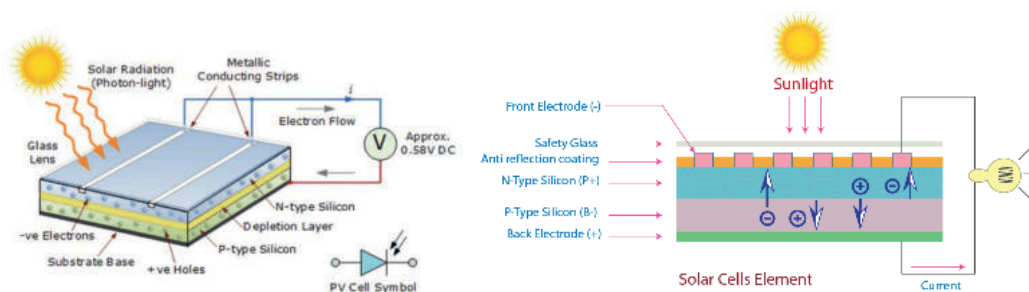 Solar Radiation
(Photon-light)
Metallic
Conducting Strips
i
Electron Flow
Glass
Lens
V
Approx.
0.58V DC
N-type Silicon
-ve Electrons
Depletion Layer
Substrate Base
P-type Silicon
+ve Holes
PV Cell Symbol
Sunlight
Front Electrode (-)
Safety Glass
Anti reflection coating
N-Type Silicon (P+)
P-Type Silicon (B-)
Back Electrode (+)
Solar Cells Element
Current